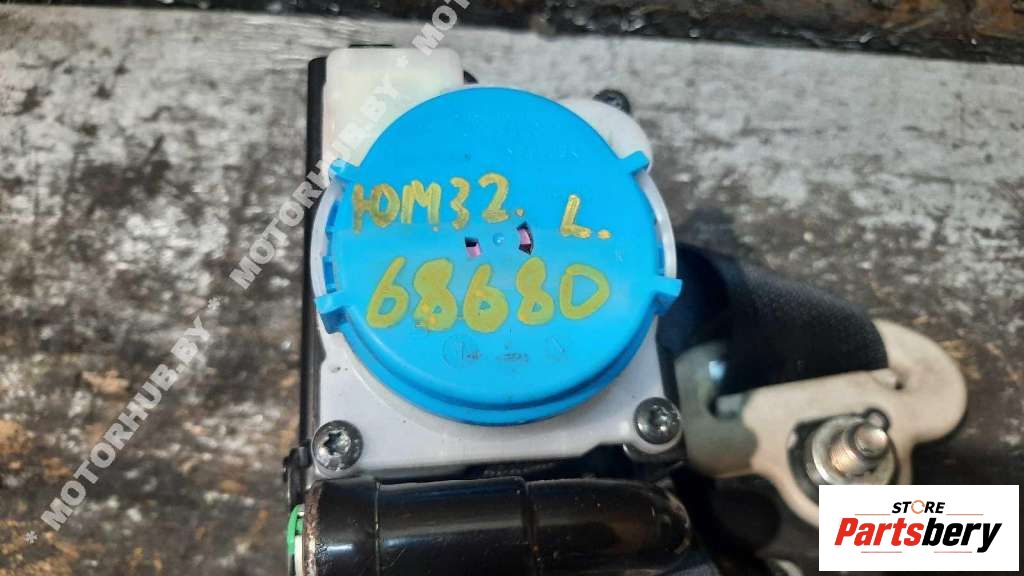 * MOTORHUB.BY * MOTORHUB.BY * MOTORHUB.BY *
ЮМ32. L.
68680
STORE
Partsbery